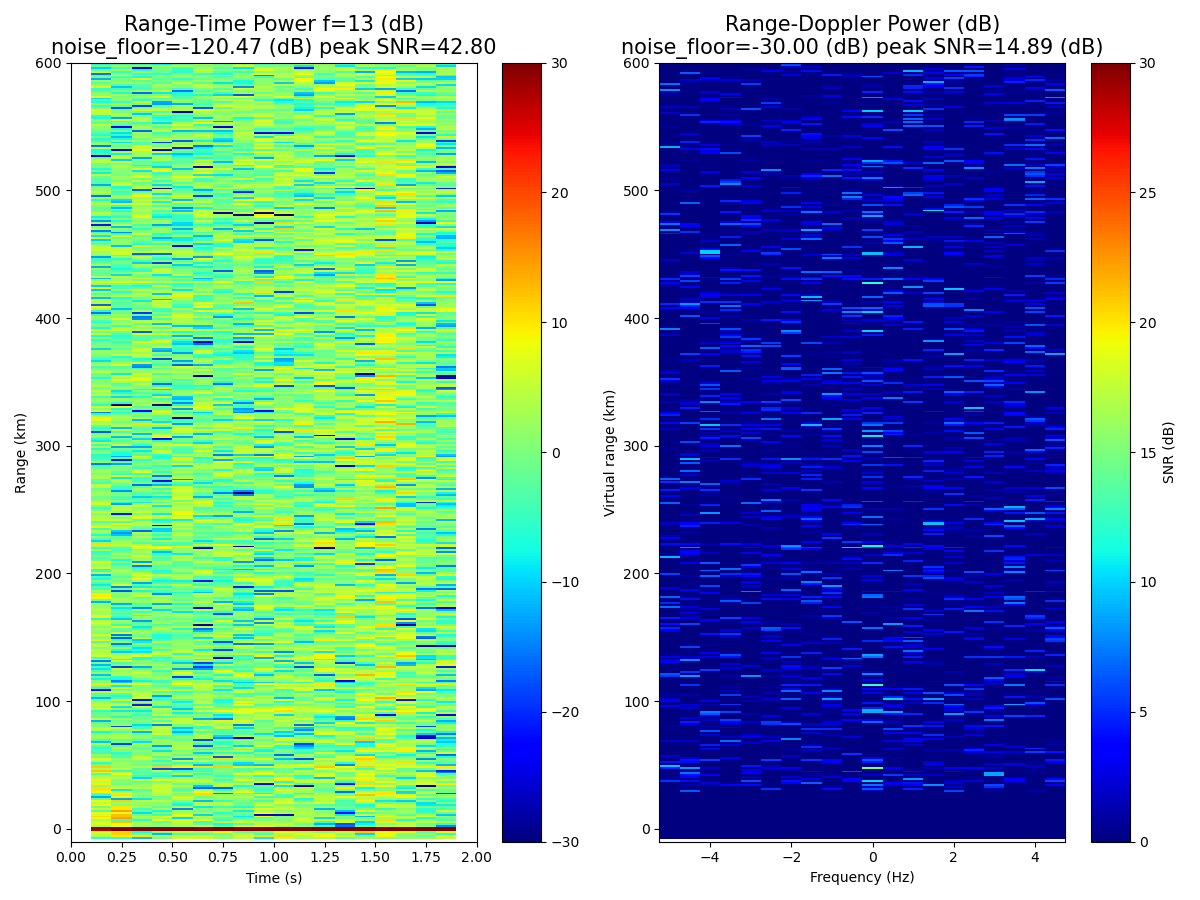 Range-Time Power f=13 (dB)
noise_floor=-120.47 (dB) peak SNR=42.80
600
500
400
300
200
100
0
Range (km)
0.00 0.25 0.50 0.75 1.00 1.25 1.50 1.75 2.00
Time (s)
30
20
10
0
−10
−20
−30
Range-Doppler Power (dB)
noise_floor=-30.00 (dB) peak SNR=14.89 (dB)
600
500
400
300
200
100
0
Virtual range (km)
−4 −2 0 2 4
Frequency (Hz)
30
25
20
15
10
5
0
SNR (dB)